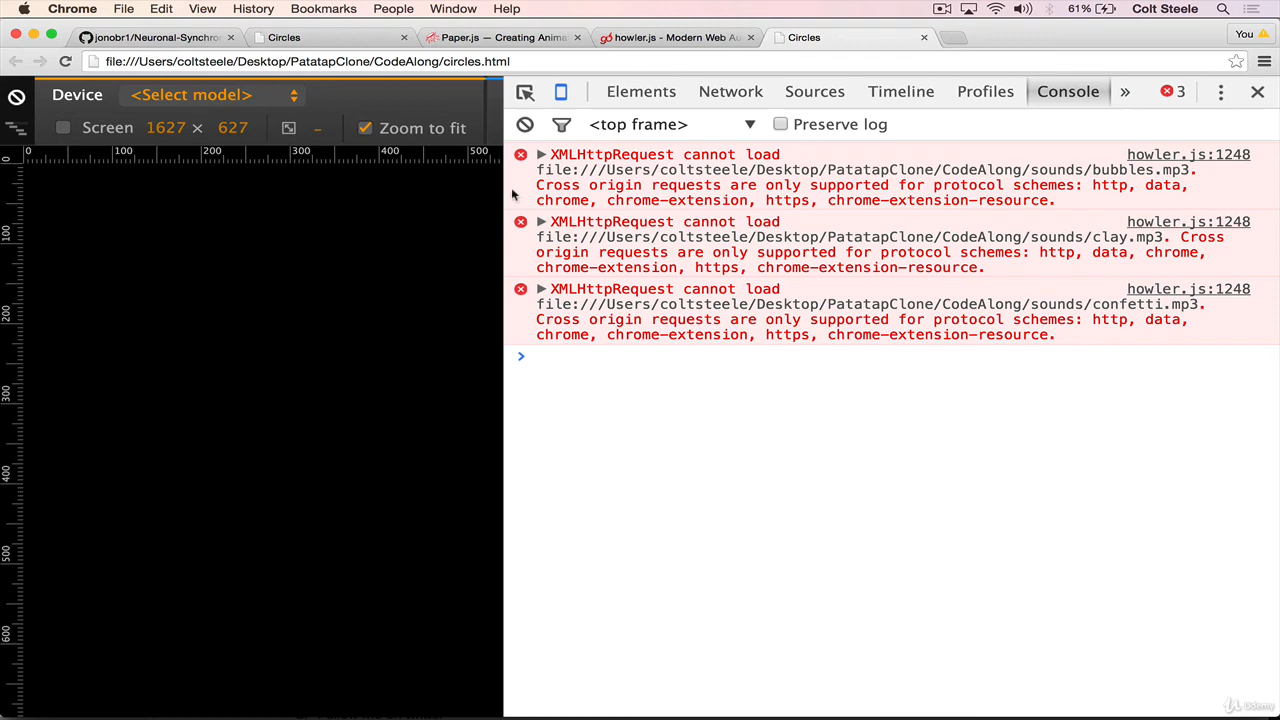 Chrome File Edit View History Bookmarks People Window Help 61% Colt Steele
jonobr1/Neuronal-Synchro Circles Paper.js — Creating Anima howler.js - Modern Web Au Circles You
file:///Users/coltsteele/Desktop/PatatapClone/CodeAlong/circles.html
Device <Select model> Elements Network Sources Timeline Profiles Console » 3
Screen 1627 × 627 – Zoom to fit <top frame> Preserve log
0 100 200 300 400 500
0
100
200
300
400
500
600
XMLHttpRequest cannot load howler.js:1248
file:///Users/coltsteele/Desktop/PatatapClone/CodeAlong/sounds/bubbles.mp3.
Cross origin requests are only supported for protocol schemes: http, data,
chrome, chrome-extension, https, chrome-extension-resource.
XMLHttpRequest cannot load howler.js:1248
file:///Users/coltsteele/Desktop/PatatapClone/CodeAlong/sounds/clay.mp3. Cross
origin requests are only supported for protocol schemes: http, data, chrome,
chrome-extension, https, chrome-extension-resource.
XMLHttpRequest cannot load howler.js:1248
file:///Users/coltsteele/Desktop/PatatapClone/CodeAlong/sounds/confetti.mp3.
Cross origin requests are only supported for protocol schemes: http, data,
chrome, chrome-extension, https, chrome-extension-resource.
>
Udemy